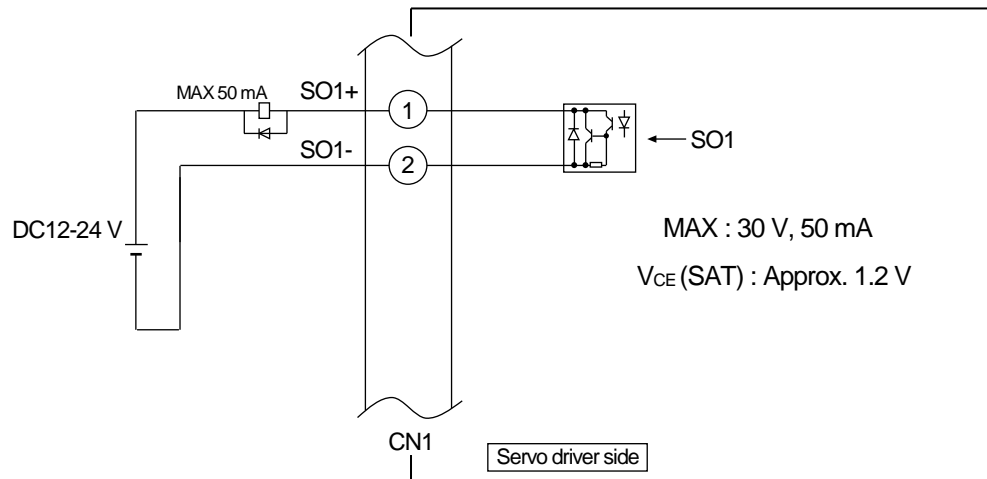 MAX 50 mA
SO1+
1
SO1
SO1-
2
DC12-24 V
MAX : 30 V, 50 mA
VCE (SAT) : Approx. 1.2 V
CN1
Servo driver side